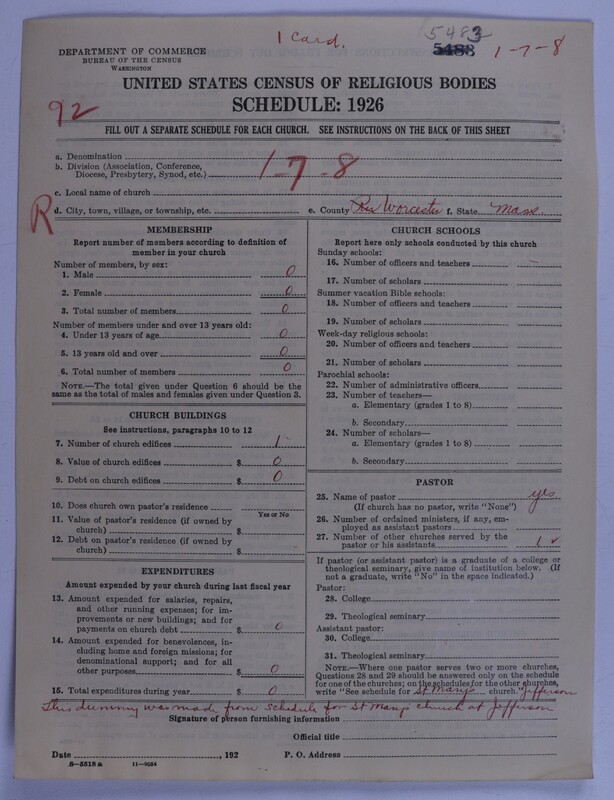 1 Card.
5483
5488
1-7-8
DEPARTMENT OF COMMERCE
BUREAU OF THE CENSUS
WASHINGTON
UNITED STATES CENSUS OF RELIGIOUS BODIES
SCHEDULE: 1926
92
FILL OUT A SEPARATE SCHEDULE FOR EACH CHURCH. SEE INSTRUCTIONS ON THE BACK OF THIS SHEET
a. Denomination
b. Division (Association, Conference,
Diocese, Presbytery, Synod, etc.) 1-7-8
c. Local name of church
R
d. City, town, village, or township, etc. e. County Worcester f. State Mass.
MEMBERSHIP
Report number of members according to definition of
member in your church
Number of members, by sex:
1. Male 0
2. Female 0
3. Total number of members 0
Number of members under and over 13 years old:
4. Under 13 years of age 0
5. 13 years old and over 0
6. Total number of members 0
NOTE.—The total given under Question 6 should be the
same as the total of males and females given under Question 3.
CHURCH BUILDINGS
See instructions, paragraphs 10 to 12
7. Number of church edifices 1
8. Value of church edifices $ 0
9. Debt on church edifices $ 0
10. Does church own pastor's residence
Yes or No
11. Value of pastor's residence (if owned by
church) $
12. Debt on pastor's residence (if owned by
church) $
EXPENDITURES
Amount expended by your church during last fiscal year
13. Amount expended for salaries, repairs,
and other running expenses; for im-
provements or new buildings; and for
payments on church debt $ 0
14. Amount expended for benevolences, in-
cluding home and foreign missions; for
denominational support; and for all
other purposes $ 0
15. Total expenditures during year $ 0
CHURCH SCHOOLS
Report here only schools conducted by this church
Sunday schools:
16. Number of officers and teachers
17. Number of scholars
Summer vacation Bible schools:
18. Number of officers and teachers
19. Number of scholars
Week-day religious schools:
20. Number of officers and teachers
21. Number of scholars
Parochial schools:
22. Number of administrative officers
23. Number of teachers—
a. Elementary (grades 1 to 8)
b. Secondary
24. Number of scholars—
a. Elementary (grades 1 to 8)
b. Secondary
PASTOR
25. Name of pastor yes
(If church has no pastor, write "None")
26. Number of ordained ministers, if any, em-
ployed as assistant pastors
27. Number of other churches served by the
pastor or his assistants 1 ✓
If pastor (or assistant pastor) is a graduate of a college or
theological seminary, give name of institution below. (If
not a graduate, write "No" in the space indicated.)
Pastor:
28. College
29. Theological seminary
Assistant pastor:
30. College
31. Theological seminary
NOTE.—Where one pastor serves two or more churches,
Questions 28 and 29 should be answered only on the schedule
for one of the churches; on the schedules for the other churches,
write "See schedule for St Mary's church." Jefferson
This dummy was made from schedule for St Mary's church at Jefferson
Signature of person furnishing information
Official title
Date , 192 P. O. Address
8-5518 a 11-9684